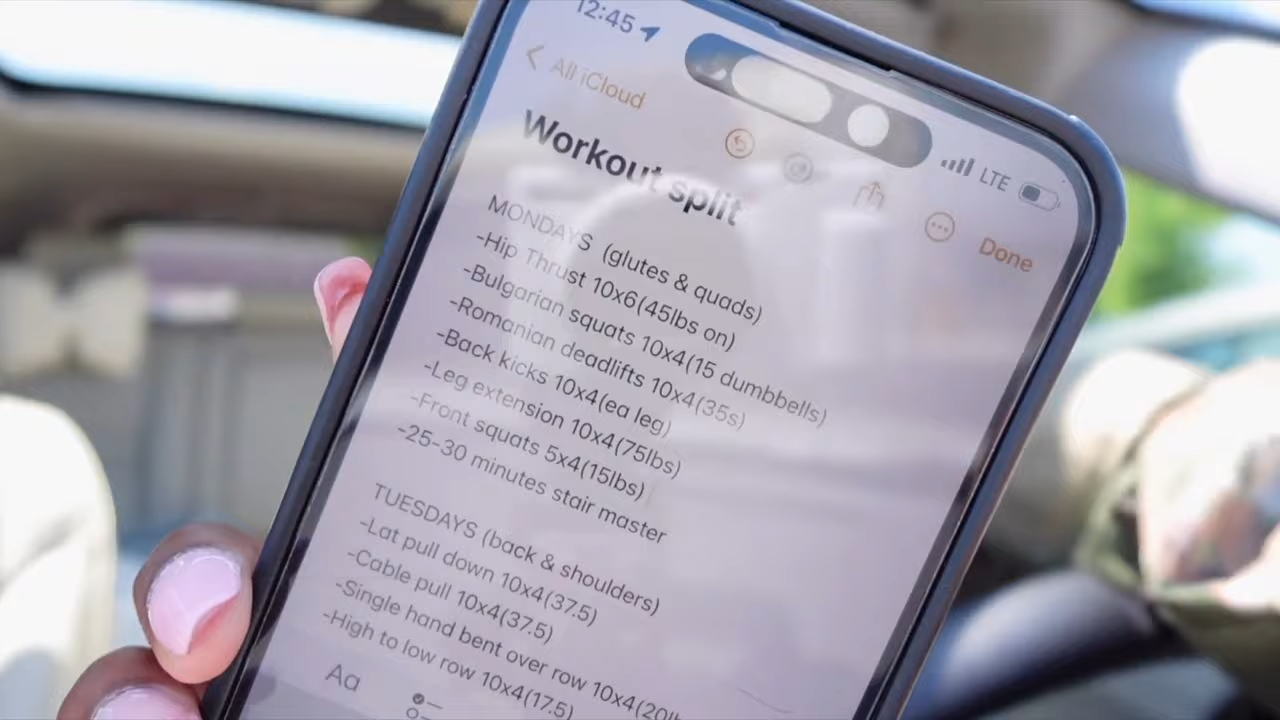 12:45
All iCloud
LTE
Done
Workout split
MONDAYS (glutes & quads)
-Hip Thrust 10x6(45lbs on)
-Bulgarian squats 10x4(15 dumbbells)
-Romanian deadlifts 10x4(35s)
-Back kicks 10x4(ea leg)
-Leg extension 10x4(75lbs)
-Front squats 5x4(15lbs)
-25-30 minutes stair master
TUESDAYS (back & shoulders)
-Lat pull down 10x4(37.5)
-Cable pull 10x4(37.5)
-Single hand bent over row 10x4(20lb
-High to low row 10x4(17.5)
Aa